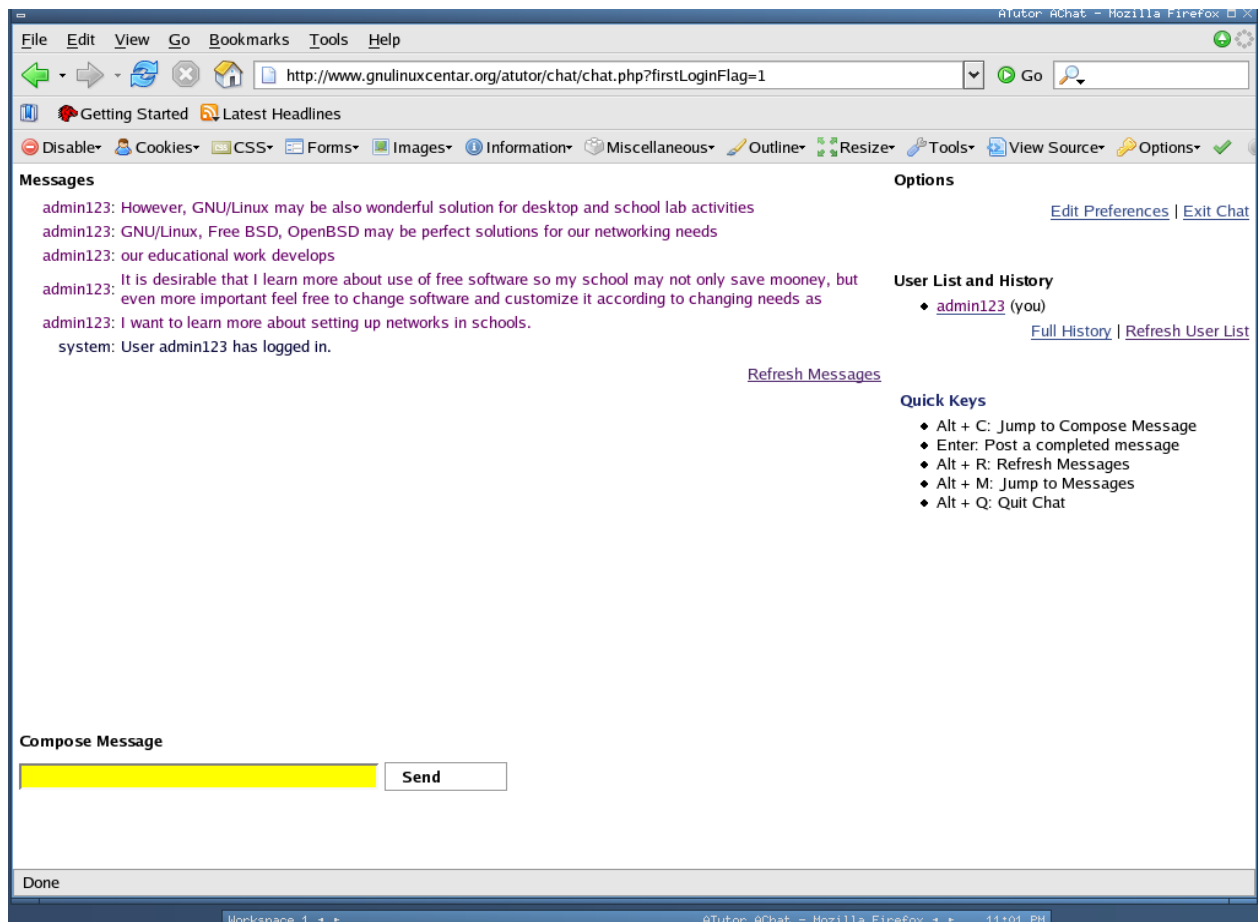 ATutor AChat - Mozilla Firefox
File Edit View Go Bookmarks Tools Help
http://www.gnulinuxcentar.org/atutor/chat/chat.php?firstLoginFlag=1 Go
Getting Started Latest Headlines
Disable Cookies CSS Forms Images Information Miscellaneous Outline Resize Tools View Source Options
Messages
admin123: However, GNU/Linux may be also wonderful solution for desktop and school lab activities
admin123: GNU/Linux, Free BSD, OpenBSD may be perfect solutions for our networking needs
admin123: our educational work develops
admin123: It is desirable that I learn more about use of free software so my school may not only save mooney, but
even more important feel free to change software and customize it according to changing needs as
admin123: I want to learn more about setting up networks in schools.
system: User admin123 has logged in.
Refresh Messages
Options
Edit Preferences | Exit Chat
User List and History
admin123 (you)
Full History | Refresh User List
Quick Keys
Alt + C: Jump to Compose Message
Enter: Post a completed message
Alt + R: Refresh Messages
Alt + M: Jump to Messages
Alt + Q: Quit Chat
Compose Message
Send
Done
Workspace 1 ATutor AChat - Mozilla Firefox 11:01 PM